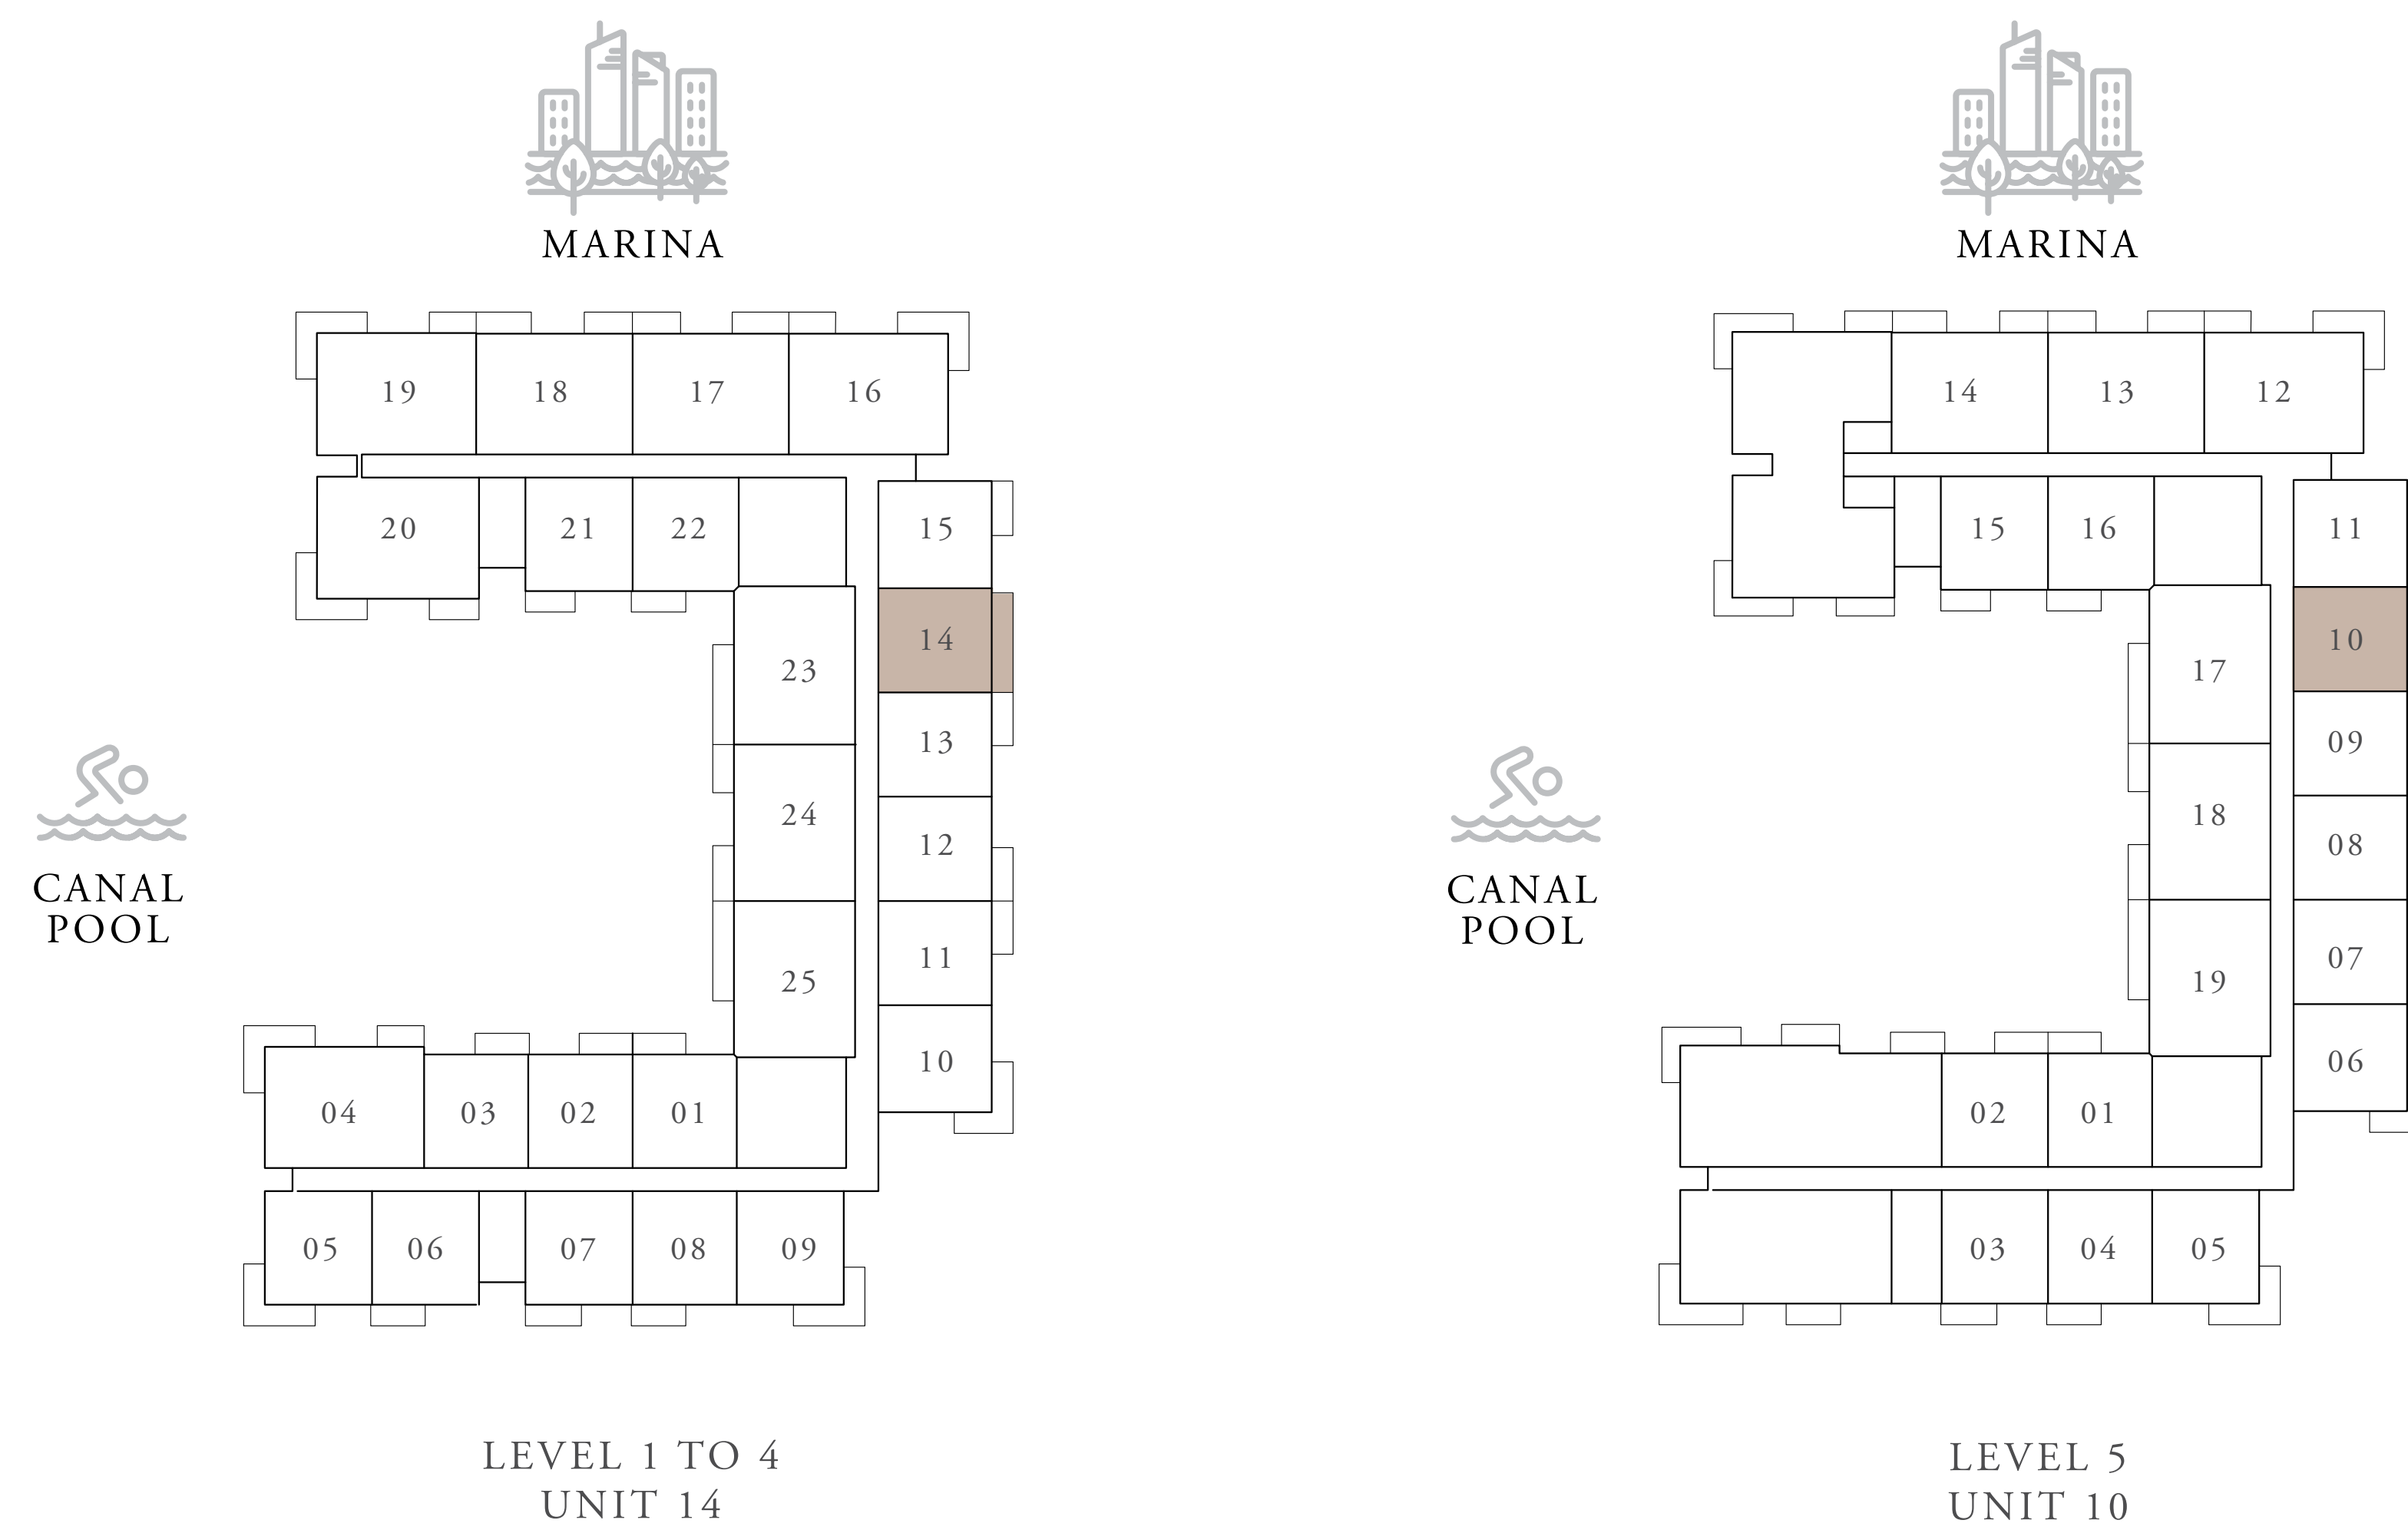 MARINA
19 18 17 16
20 21 22 15
14
23
13
24 12
11
25
10
04 03 02 01
05 06 07 08 09
CANAL
POOL
LEVEL 1 TO 4
UNIT 14
MARINA
14 13 12
15 16 11
10
17
09
18 08
07
19
06
02 01
03 04 05
CANAL
POOL
LEVEL 5
UNIT 10